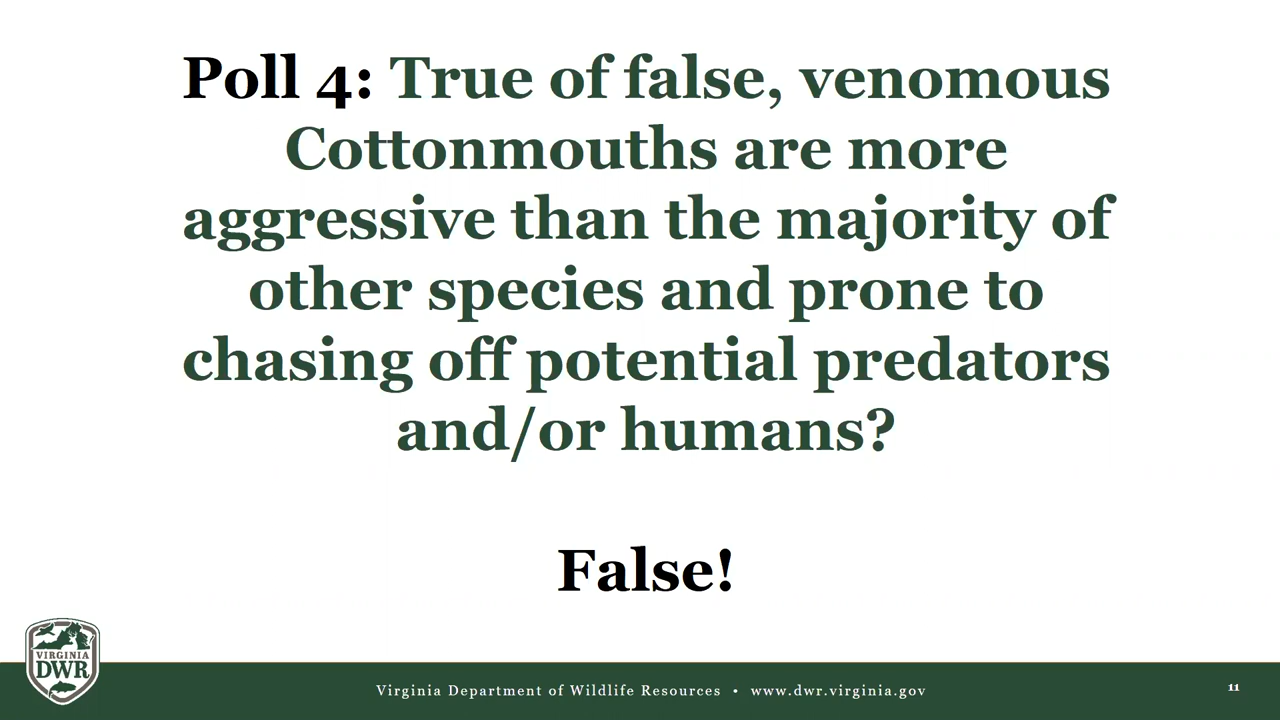 Poll 4: True of false, venomous
Cottonmouths are more
aggressive than the majority of
other species and prone to
chasing off potential predators
and/or humans?
False!
VIRGINIA
DWR
Virginia Department of Wildlife Resources • www.dwr.virginia.gov
11